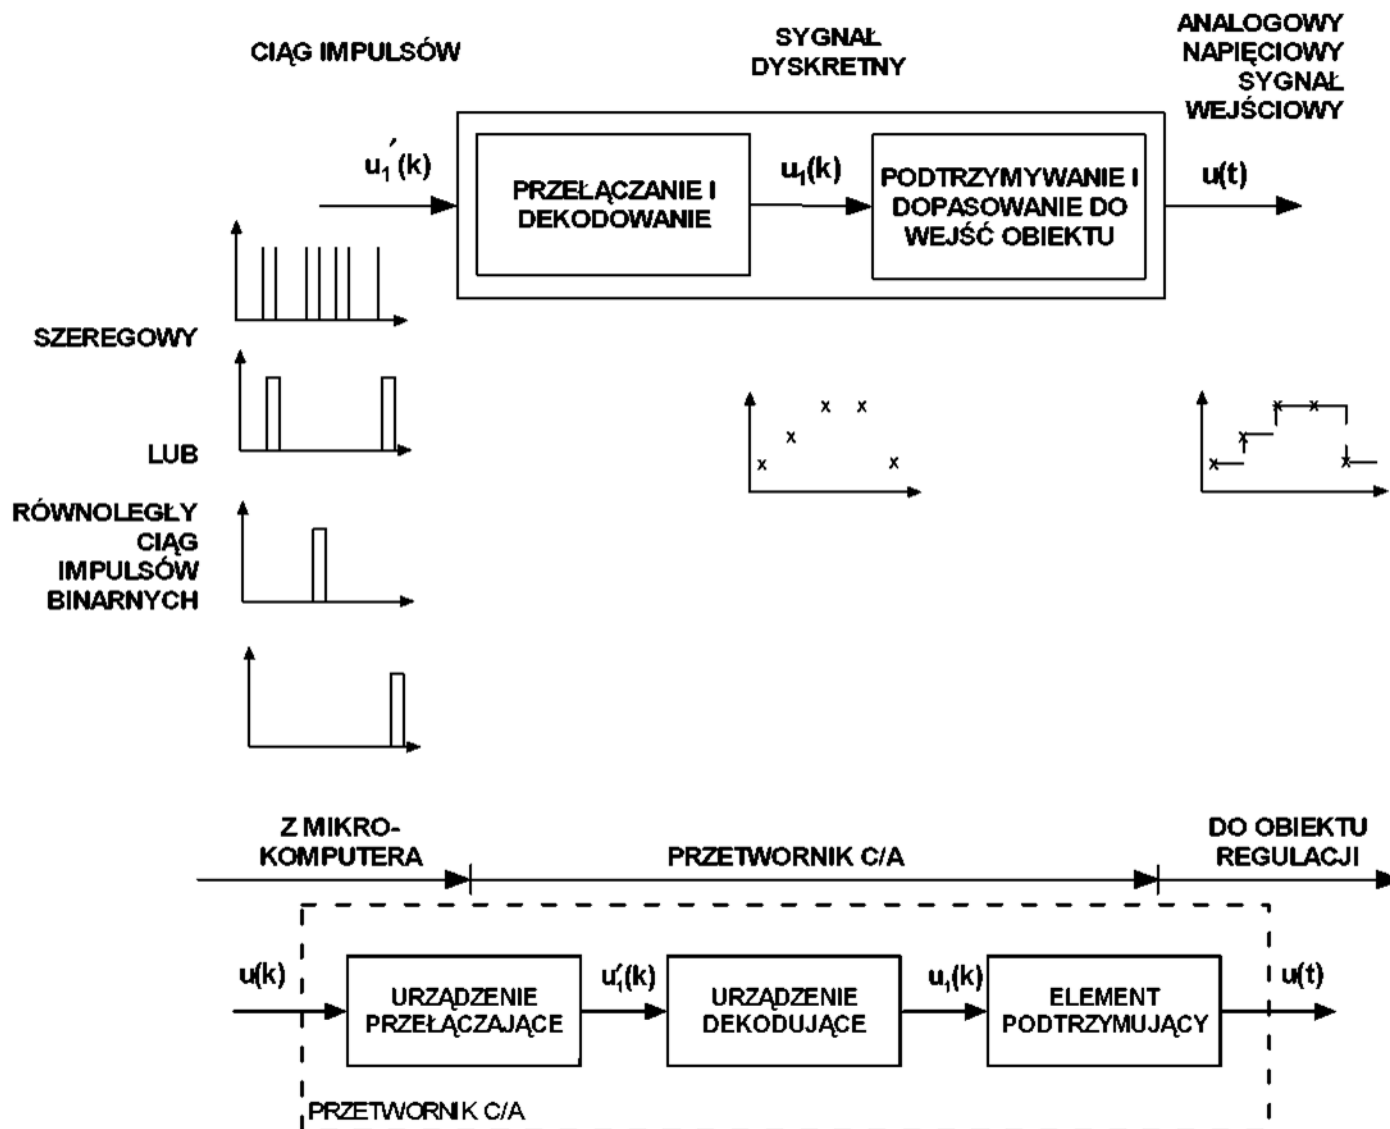 CIĄG IMPULSÓW
SYGNAŁ
DYSKRETNY
ANALOGOWY
NAPIĘCIOWY
SYGNAŁ
WEJŚCIOWY
u₁′(k)
PRZEŁĄCZANIE I
DEKODOWANIE
u₁(k)
PODTRZYMYWANIE I
DOPASOWANIE DO
WEJŚĆ OBIEKTU
u(t)
SZEREGOWY
LUB
RÓWNOLEGŁY
CIĄG
IMPULSÓW
BINARNYCH
Z MIKRO-
KOMPUTERA
PRZETWORNIK C/A
DO OBIEKTU
REGULACJI
u(k)
URZĄDZENIE
PRZEŁĄCZAJĄCE
u₁′(k)
URZĄDZENIE
DEKODUJĄCE
u₁(k)
ELEMENT
PODTRZYMUJĄCY
u(t)
PRZETWORNIK C/A